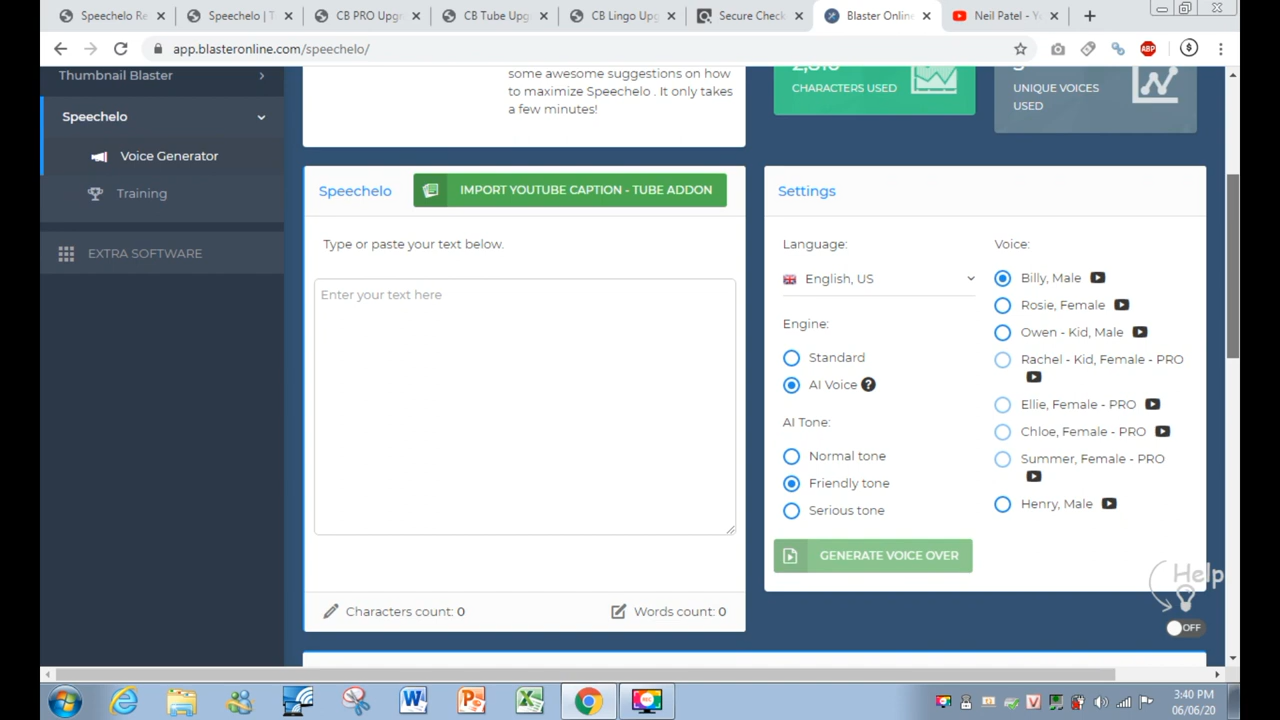 Speechelo Re
Speechelo | T
CB PRO Upgr
CB Tube Upg
CB Lingo Upg
Secure Check
Blaster Online
Neil Patel - Yo
app.blasteronline.com/speechelo/
ABP
Thumbnail Blaster
Speechelo
Voice Generator
Training
EXTRA SOFTWARE
some awesome suggestions on how
to maximize Speechelo . It only takes
a few minutes!
CHARACTERS USED
UNIQUE VOICES
USED
Speechelo
IMPORT YOUTUBE CAPTION - TUBE ADDON
Type or paste your text below.
Enter your text here
Characters count: 0
Words count: 0
Settings
Language:
English, US
Engine:
Standard
AI Voice ?
AI Tone:
Normal tone
Friendly tone
Serious tone
GENERATE VOICE OVER
Voice:
Billy, Male
Rosie, Female
Owen - Kid, Male
Rachel - Kid, Female - PRO
Ellie, Female - PRO
Chloe, Female - PRO
Summer, Female - PRO
Henry, Male
Help
OFF
3:40 PM
06/06/20